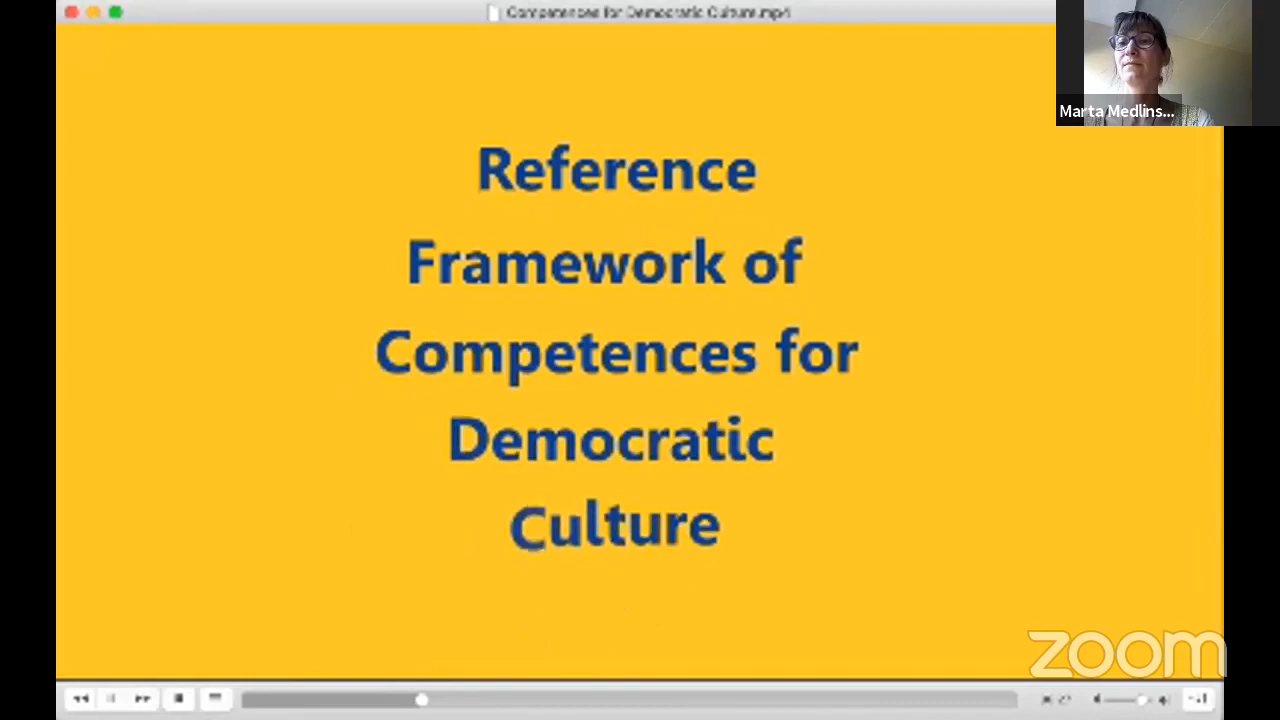 Competences for Democratic Culture.mp4
Marta Medlins...
Reference
Framework of
Competences for
Democratic
Culture
zoom